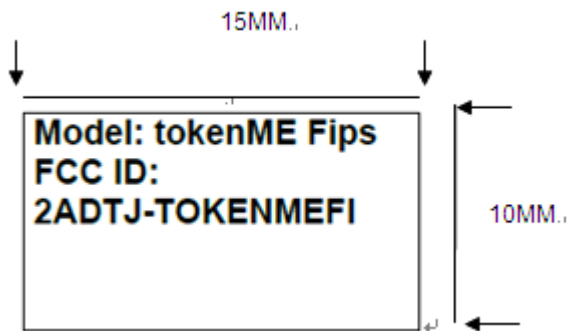 15MM.
Model: tokenME Fips
FCC ID:
2ADTJ-TOKENMEFI
10MM.